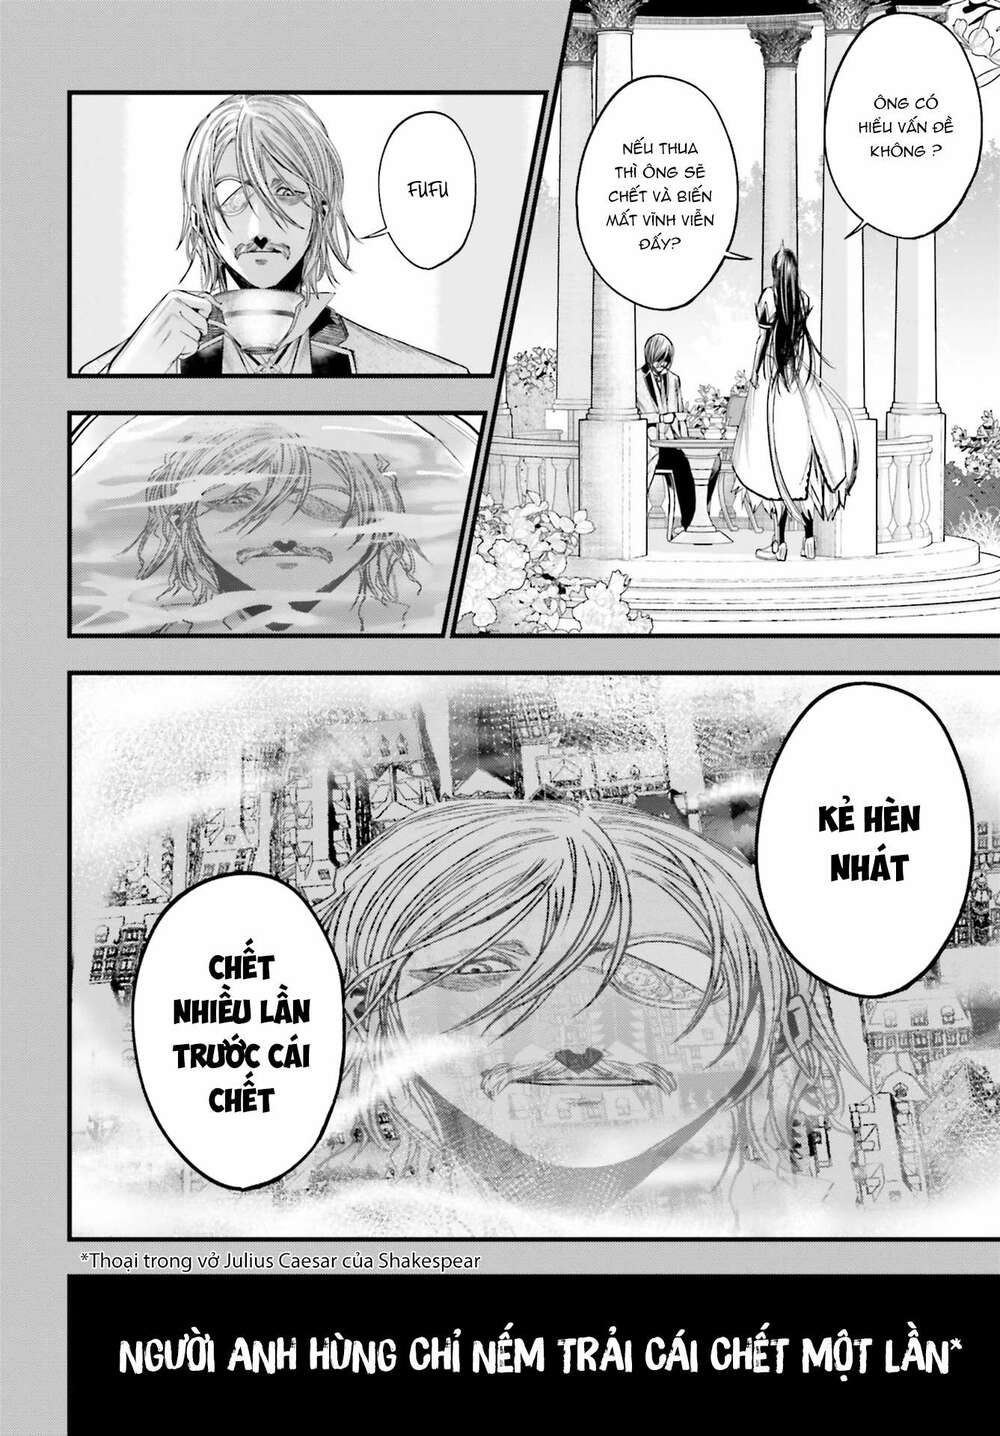 ÔNG CÓ
HIỂU VẤN ĐỀ
KHÔNG ?
NẾU THUA
THÌ ÔNG SẼ
CHẾT VÀ BIẾN
MẤT VĨNH VIỄN
ĐẤY?
FUFU
KẺ HÈN
NHÁT
CHẾT
NHIỀU LẦN
TRƯỚC CÁI
CHẾT
*Thoại trong vở Julius Caesar của Shakespear
NGƯỜI ANH HÙNG CHỈ NẾM TRẢI CÁI CHẾT MỘT LẦN*